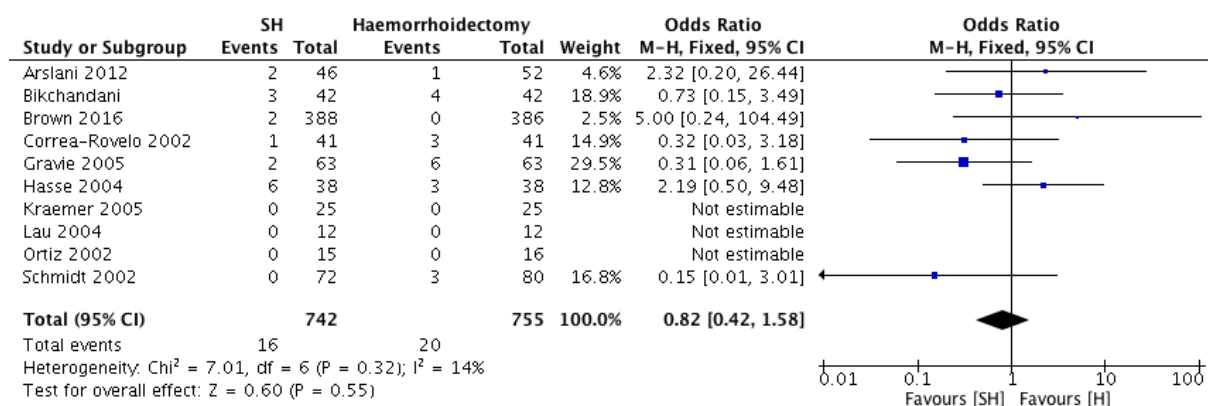 SH Haemorrhoidectomy Odds Ratio Odds Ratio
Study or Subgroup Events Total Events Total Weight M-H, Fixed, 95% CI M-H, Fixed, 95% CI
Arslani 2012 2 46 1 52 4.6% 2.32 [0.20, 26.44]
Bikchandani 3 42 4 42 18.9% 0.73 [0.15, 3.49]
Brown 2016 2 388 0 386 2.5% 5.00 [0.24, 104.49]
Correa-Rovelo 2002 1 41 3 41 14.9% 0.32 [0.03, 3.18]
Gravie 2005 2 63 6 63 29.5% 0.31 [0.06, 1.61]
Hasse 2004 6 38 3 38 12.8% 2.19 [0.50, 9.48]
Kraemer 2005 0 25 0 25 Not estimable
Lau 2004 0 12 0 12 Not estimable
Ortiz 2002 0 15 0 16 Not estimable
Schmidt 2002 0 72 3 80 16.8% 0.15 [0.01, 3.01]
Total (95% CI) 742 755 100.0% 0.82 [0.42, 1.58]
Total events 16 20
Heterogeneity: Chi² = 7.01, df = 6 (P = 0.32); I² = 14%
Test for overall effect: Z = 0.60 (P = 0.55)
0.01 0.1 1 10 100
Favours [SH] Favours [H]